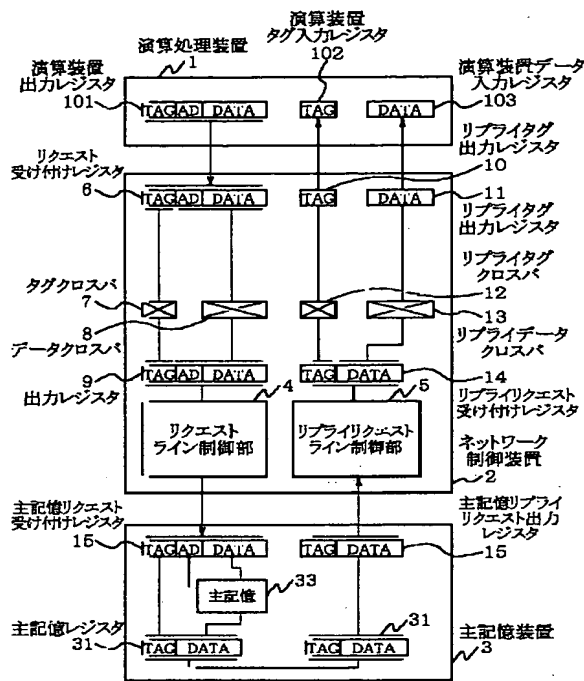 演算処理装置
1
演算装置
出力レジスタ
101
演算装置
タグ入力レジスタ
102
演算装置データ
入力レジスタ
103
TAG AD DATA
TAG
DATA
リクエスト
受け付けレジスタ
6
TAG AD DATA
リプライタグ
出力レジスタ
10
TAG
DATA
11
リプライタグ
出力レジスタ
タグクロスバ
7
8
リプライタグ
クロスバ
12
13
データクロスバ
9
出力レジスタ
TAG AD DATA
リプライデータ
クロスバ
TAG DATA
14
リプライリクエスト
受け付けレジスタ
4
リクエスト
ライン制御部
5
リプライリクエスト
ライン制御部
ネットワーク
制御装置
2
主記憶リクエスト
受け付けレジスタ
15
TAG AD DATA
主記憶リプライ
リクエスト出力
レジスタ
15
TAG DATA
33
主記憶
主記憶レジスタ
31
TAG DATA
31
TAG DATA
主記憶装置
3